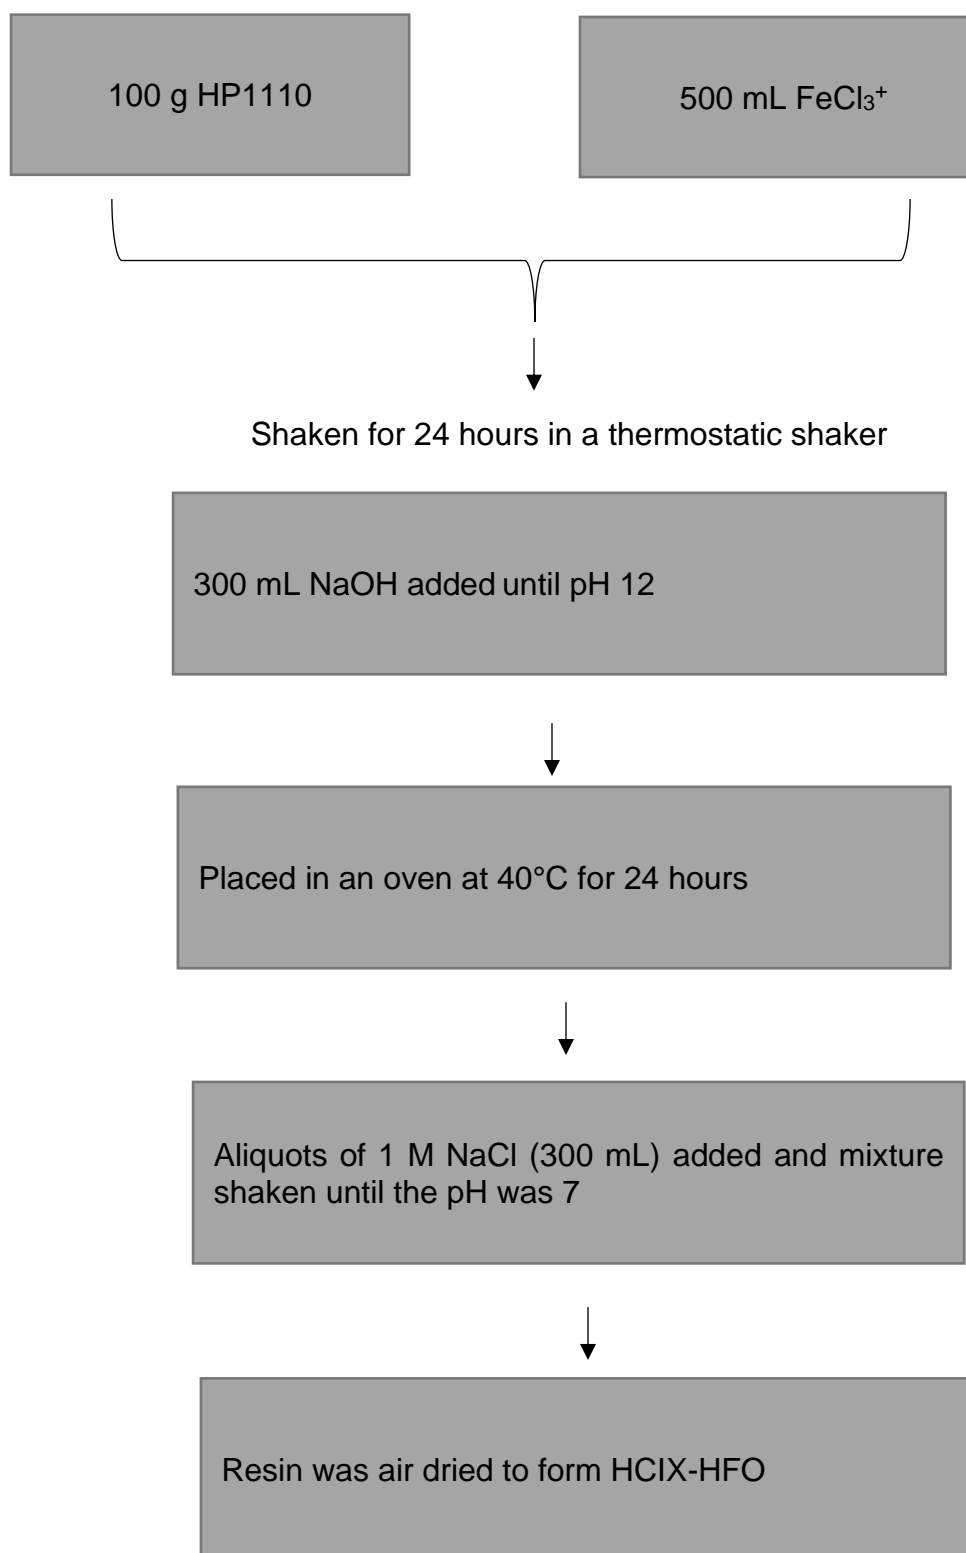 100 g HP1110
500 mL FeCl₃⁺
Shaken for 24 hours in a thermostatic shaker
300 mL NaOH added until pH 12
Placed in an oven at 40°C for 24 hours
Aliquots of 1 M NaCl (300 mL) added and mixture
shaken until the pH was 7
Resin was air dried to form HCIX-HFO